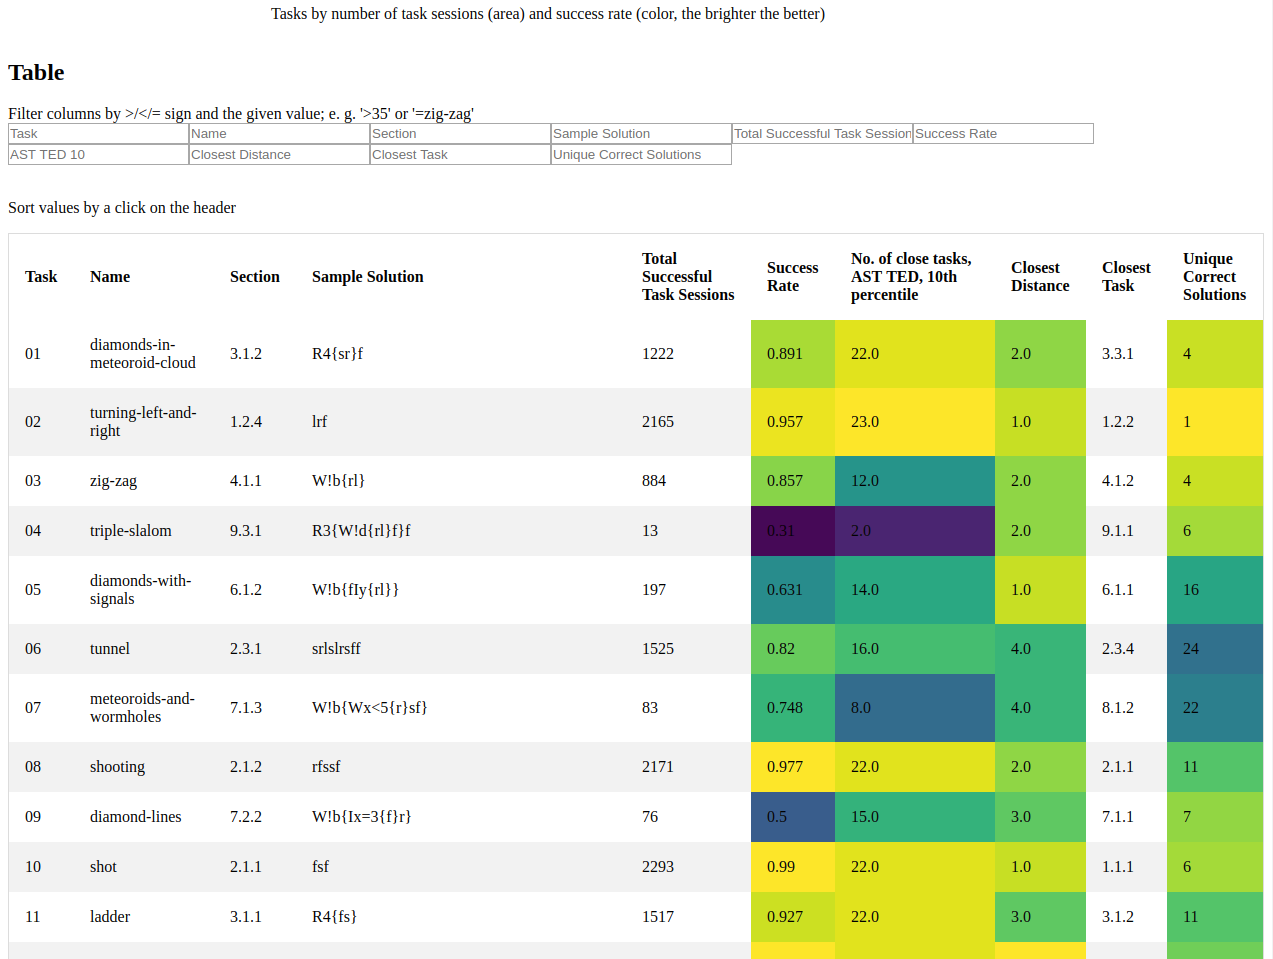 Tasks by number of task sessions (area) and success rate (color, the brighter the better)
Table
Filter columns by >/</= sign and the given value; e. g. '>35' or '=zig-zag'
Task Name Section Sample Solution Total Successful Task Session Success Rate
AST TED 10 Closest Distance Closest Task Unique Correct Solutions
Sort values by a click on the header
Task Name Section Sample Solution Total Successful Task Sessions Success Rate No. of close tasks, AST TED, 10th percentile Closest Distance Closest Task Unique Correct Solutions
01 diamonds-in-meteoroid-cloud 3.1.2 R4{sr}f 1222 0.891 22.0 2.0 3.3.1 4
02 turning-left-and-right 1.2.4 lrf 2165 0.957 23.0 1.0 1.2.2 1
03 zig-zag 4.1.1 W!b{rl} 884 0.857 12.0 2.0 4.1.2 4
04 triple-slalom 9.3.1 R3{W!d{rl}f}f 13 0.31 2.0 2.0 9.1.1 6
05 diamonds-with-signals 6.1.2 W!b{fIy{rl}} 197 0.631 14.0 1.0 6.1.1 16
06 tunnel 2.3.1 srlslrsff 1525 0.82 16.0 4.0 2.3.4 24
07 meteoroids-and-wormholes 7.1.3 W!b{Wx<5{r}sf} 83 0.748 8.0 4.0 8.1.2 22
08 shooting 2.1.2 rfssf 2171 0.977 22.0 2.0 2.1.1 11
09 diamond-lines 7.2.2 W!b{Ix=3{f}r} 76 0.5 15.0 3.0 7.1.1 7
10 shot 2.1.1 fsf 2293 0.99 22.0 1.0 1.1.1 6
11 ladder 3.1.1 R4{fs} 1517 0.927 22.0 3.0 3.1.2 11